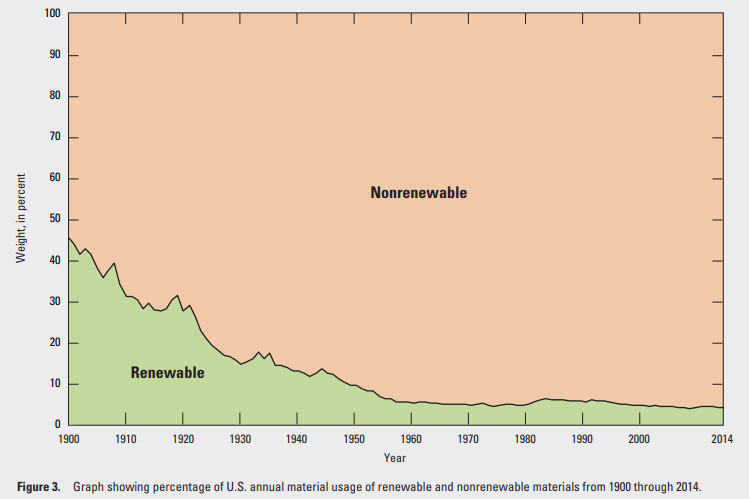 100
90
80
70
60
50
40
30
20
10
0
Weight, in percent
Nonrenewable
Renewable
1900 1910 1920 1930 1940 1950 1960 1970 1980 1990 2000 2014
Year
Figure 3. Graph showing percentage of U.S. annual material usage of renewable and nonrenewable materials from 1900 through 2014.